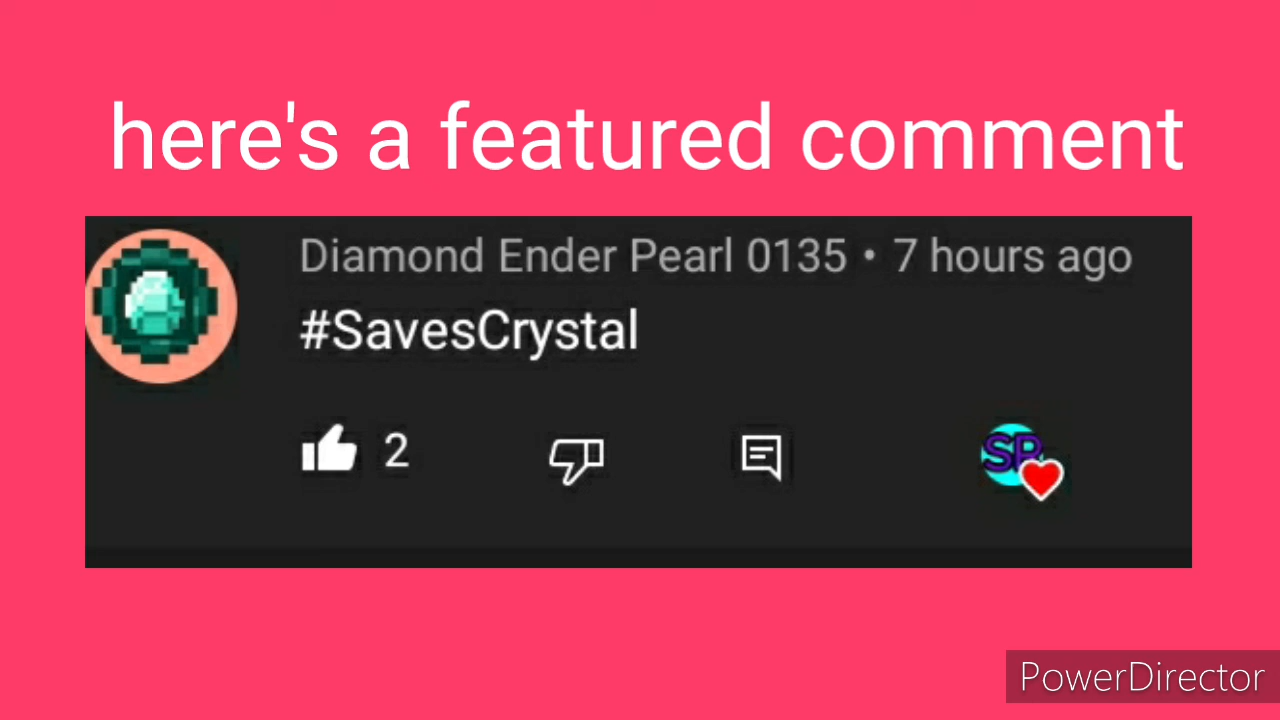 here's a featured comment
Diamond Ender Pearl 0135 • 7 hours ago
#SavesCrystal
2
SP
PowerDirector